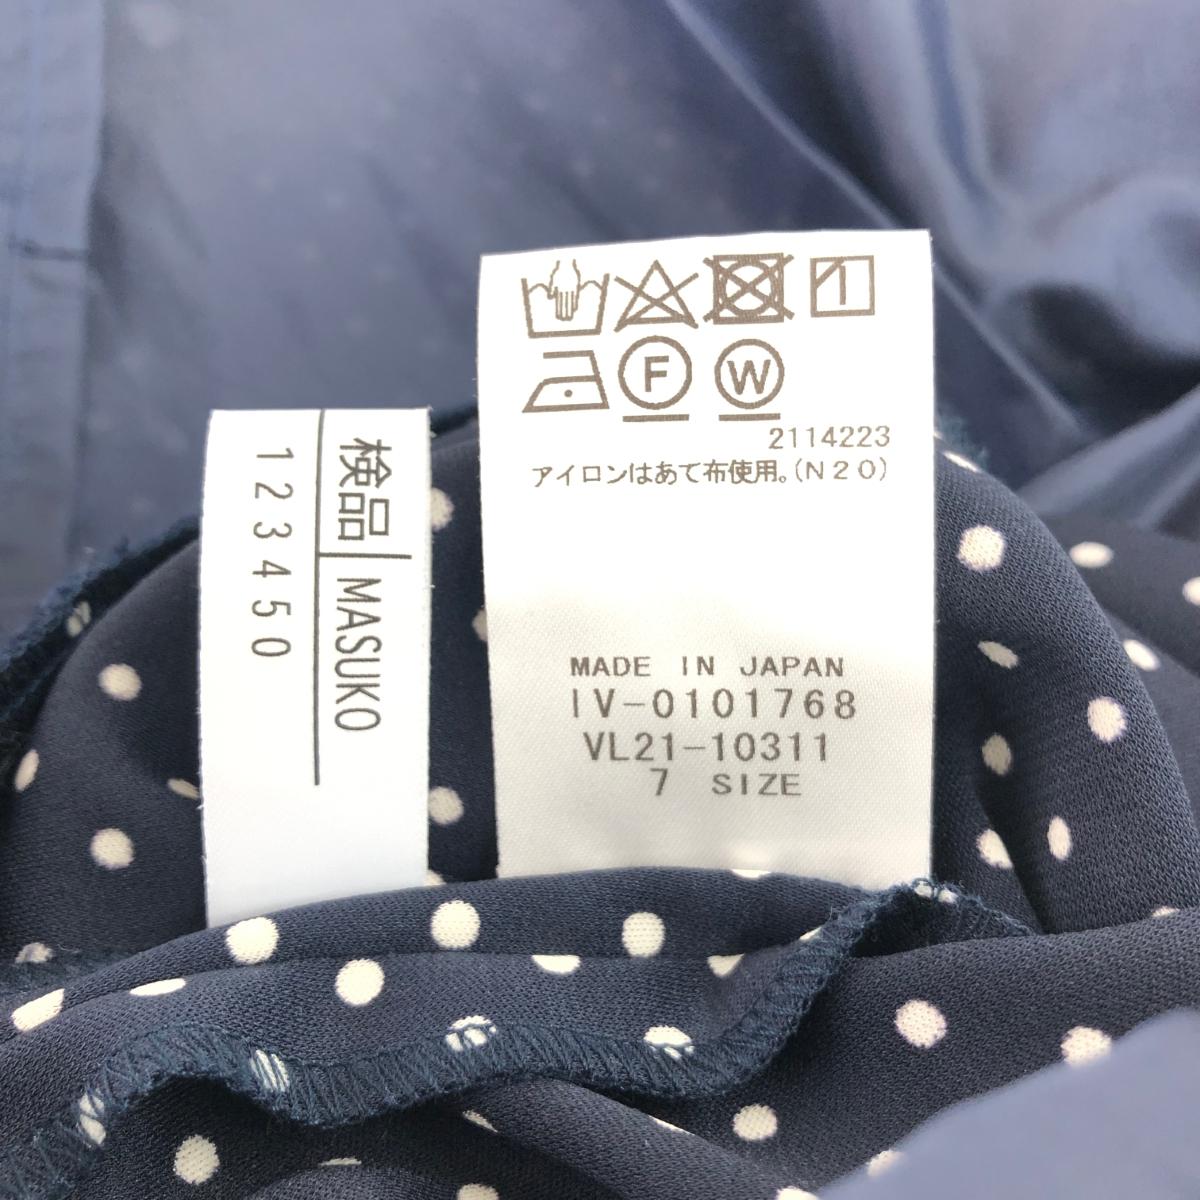 検品 MASUKO
123450
F W
2114223
アイロンはあて布使用。(N20)
MADE IN JAPAN
IV-0101768
VL21-10311
7 SIZE